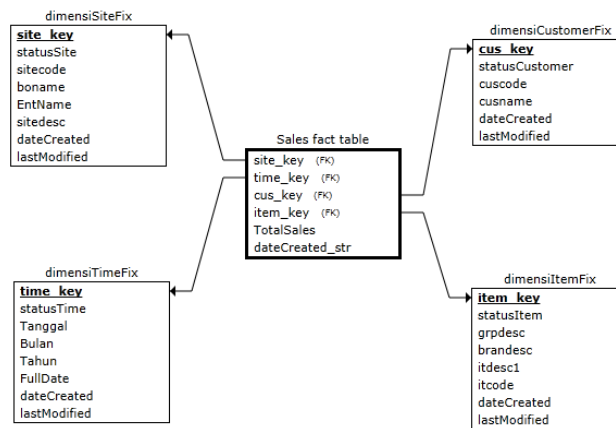 dimensiSiteFix
site_key
statusSite
sitecode
boname
EntName
sitedesc
dateCreated
lastModified
dimensiCustomerFix
cus_key
statusCustomer
cuscode
cusname
dateCreated
lastModified
Sales fact table
site_key (FK)
time_key (FK)
cus_key (FK)
item_key (FK)
TotalSales
dateCreated_str
dimensiTimeFix
time_key
statusTime
Tanggal
Bulan
Tahun
FullDate
dateCreated
lastModified
dimensiItemFix
item_key
statusItem
grpdesc
brandesc
itdesc1
itcode
dateCreated
lastModified